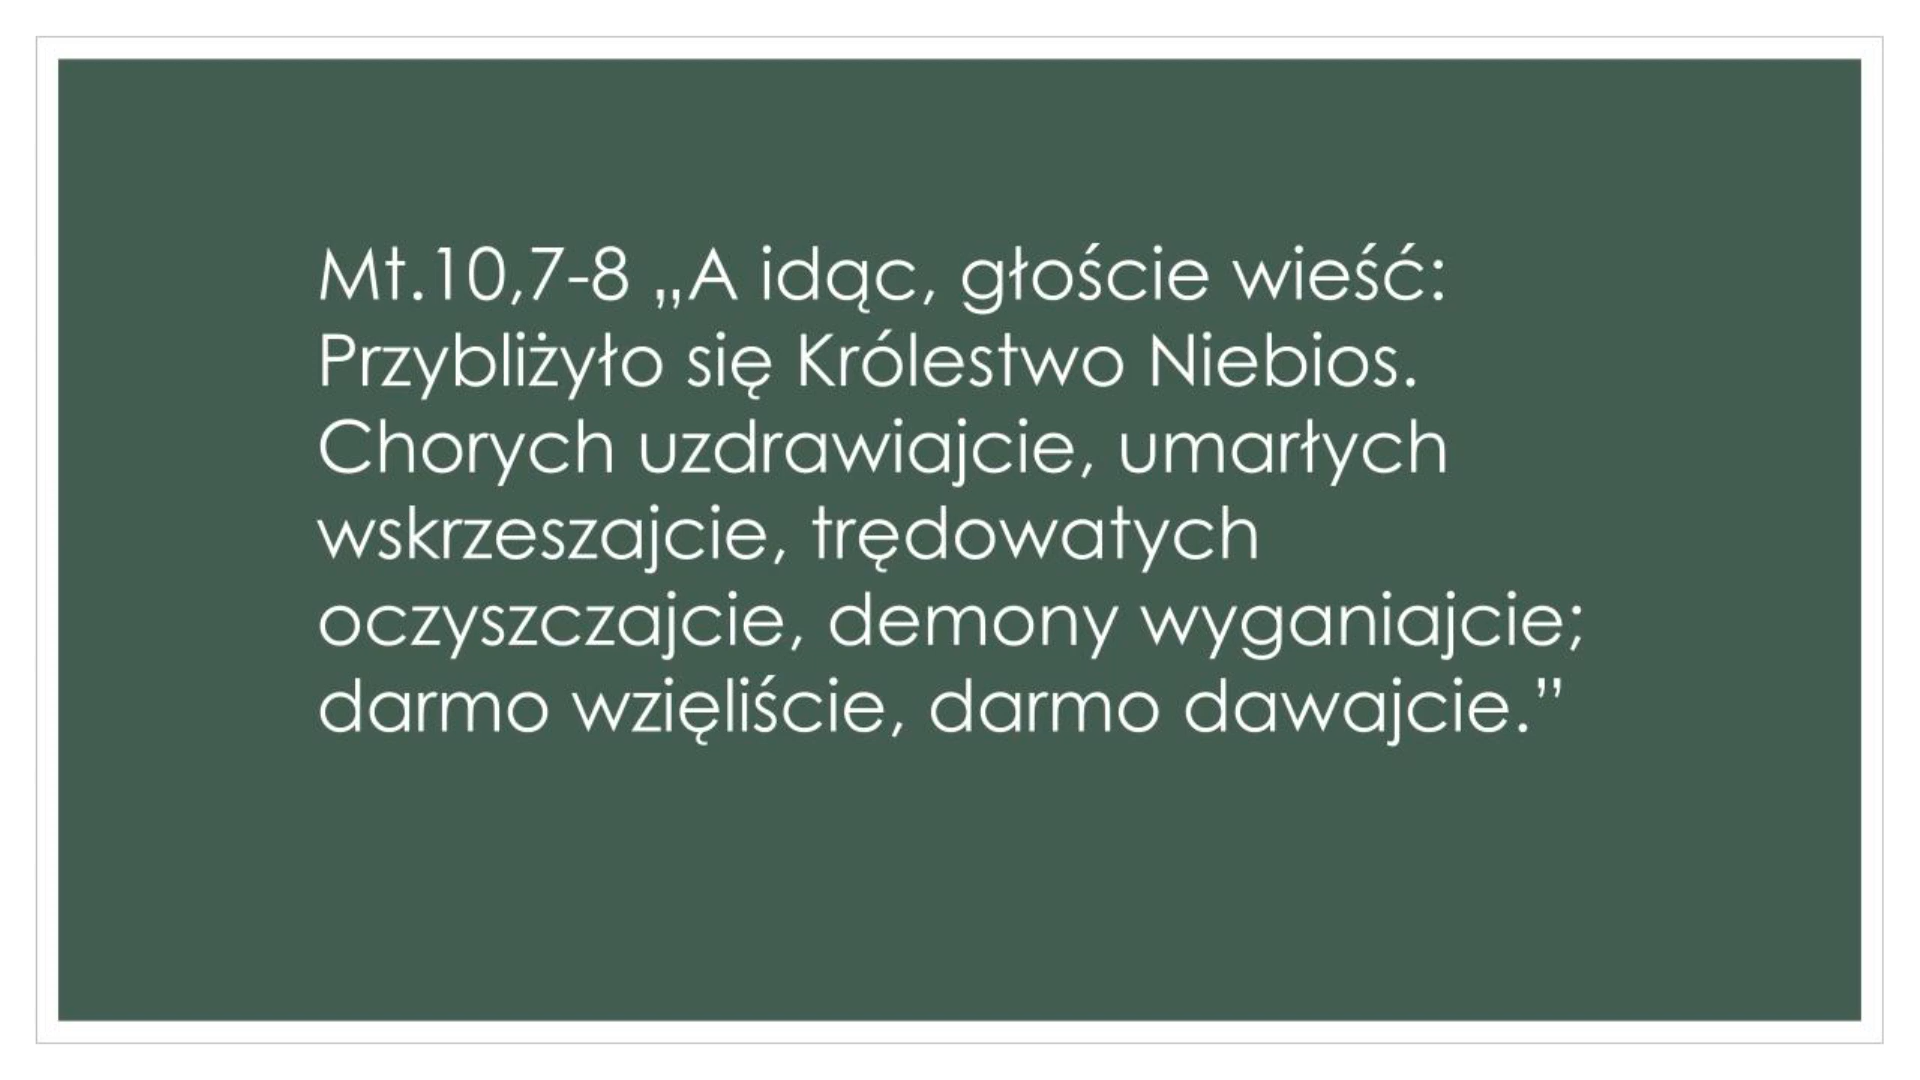 Mt.10,7-8 „A idąc, głoście wieść:
Przybliżyło się Królestwo Niebios.
Chorych uzdrawiajcie, umarłych
wskrzeszajcie, trędowatych
oczyszczajcie, demony wyganiajcie;
darmo wzięliście, darmo dawajcie.”